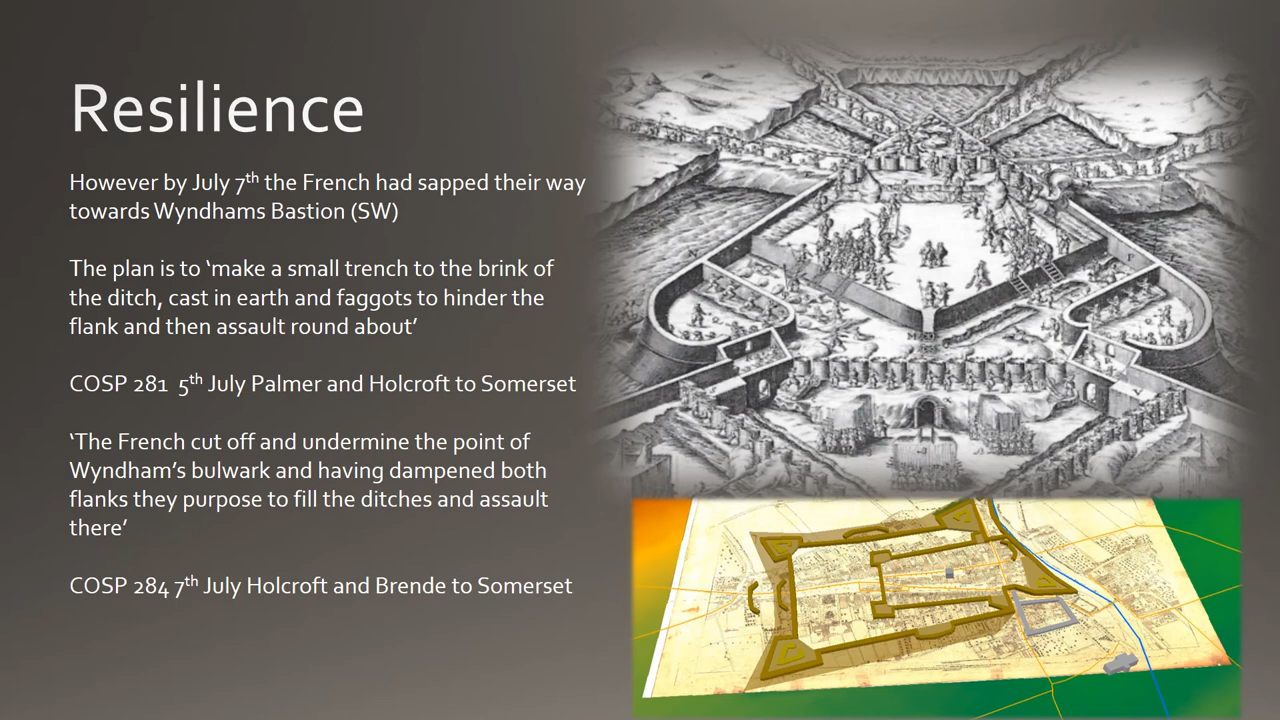 Resilience
However by July 7th the French had sapped their way
towards Wyndhams Bastion (SW)
The plan is to ‘make a small trench to the brink of
the ditch, cast in earth and faggots to hinder the
flank and then assault round about’
COSP 281 5th July Palmer and Holcroft to Somerset
‘The French cut off and undermine the point of
Wyndham’s bulwark and having dampened both
flanks they purpose to fill the ditches and assault
there’
COSP 284 7th July Holcroft and Brende to Somerset